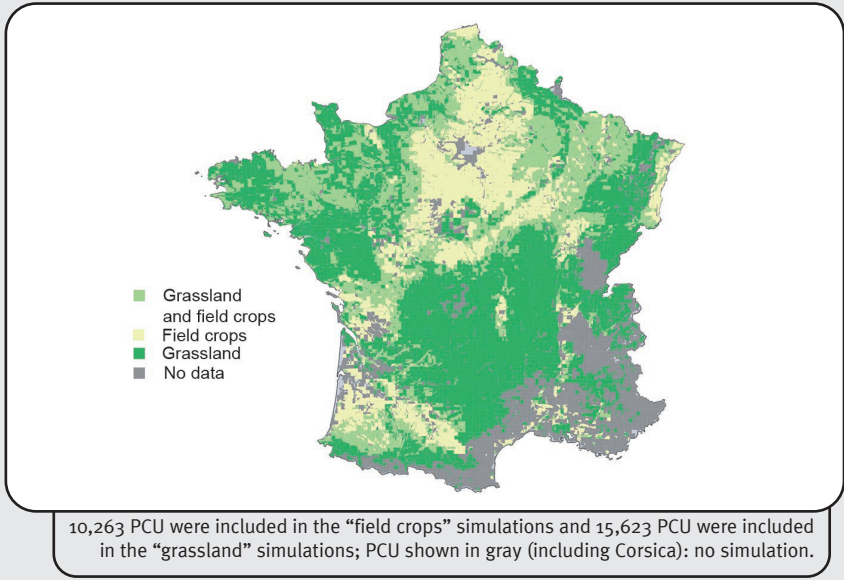 Grassland
and field crops
Field crops
Grassland
No data
10,263 PCU were included in the “field crops” simulations and 15,623 PCU were included
in the “grassland” simulations; PCU shown in gray (including Corsica): no simulation.